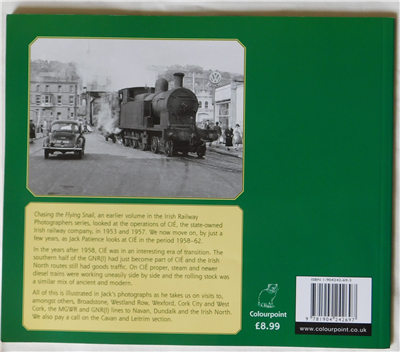 Chasing the Flying Snail, an earlier volume in the Irish Railway
Photographers series, looked at the operations of CIÉ, the state-owned
Irish railway company, in 1953 and 1957. We now move on, by just a
few years, as Jack Patience looks at CIÉ in the period 1958–62.
In the years after 1958, CIÉ was in an interesting era of transition. The
southern half of the GNR(I) had just become part of CIÉ and the Irish
North routes still had goods traffic. On CIÉ proper, steam and newer
diesel trains were working uneasily side by side and the rolling stock was
a similar mix of ancient and modern.
All of this is illustrated in Jack's photographs as he takes us on visits to,
amongst others, Broadstone, Westland Row, Wexford, Cork City and West
Cork, the MGWR and GNR(I) lines to Navan, Dundalk and the Irish North.
We also pay a call on the Cavan and Leitrim section.
Colourpoint
£8.99
ISBN 1-904242-69-5
9 781904 242697
www.colourpoint.co.uk